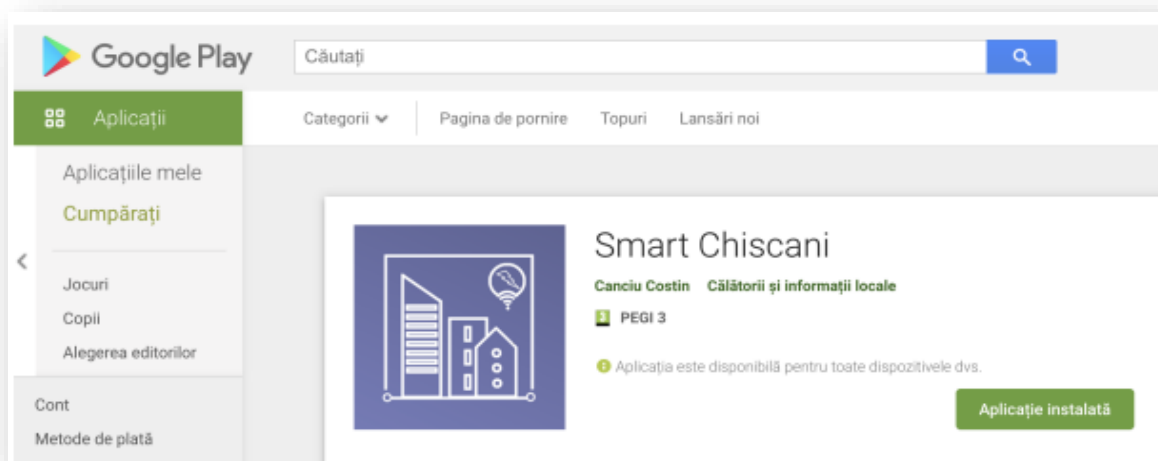 Google Play
Căutați
Aplicații
Categorii
Pagina de pornire
Topuri
Lansări noi
Aplicațiile mele
Cumpărați
Jocuri
Copii
Alegerea editorilor
Cont
Metode de plată
Smart Chiscani
Canciu Costin Călătorii și informații locale
3 PEGI 3
Aplicația este disponibilă pentru toate dispozitivele dvs.
Aplicație instalată